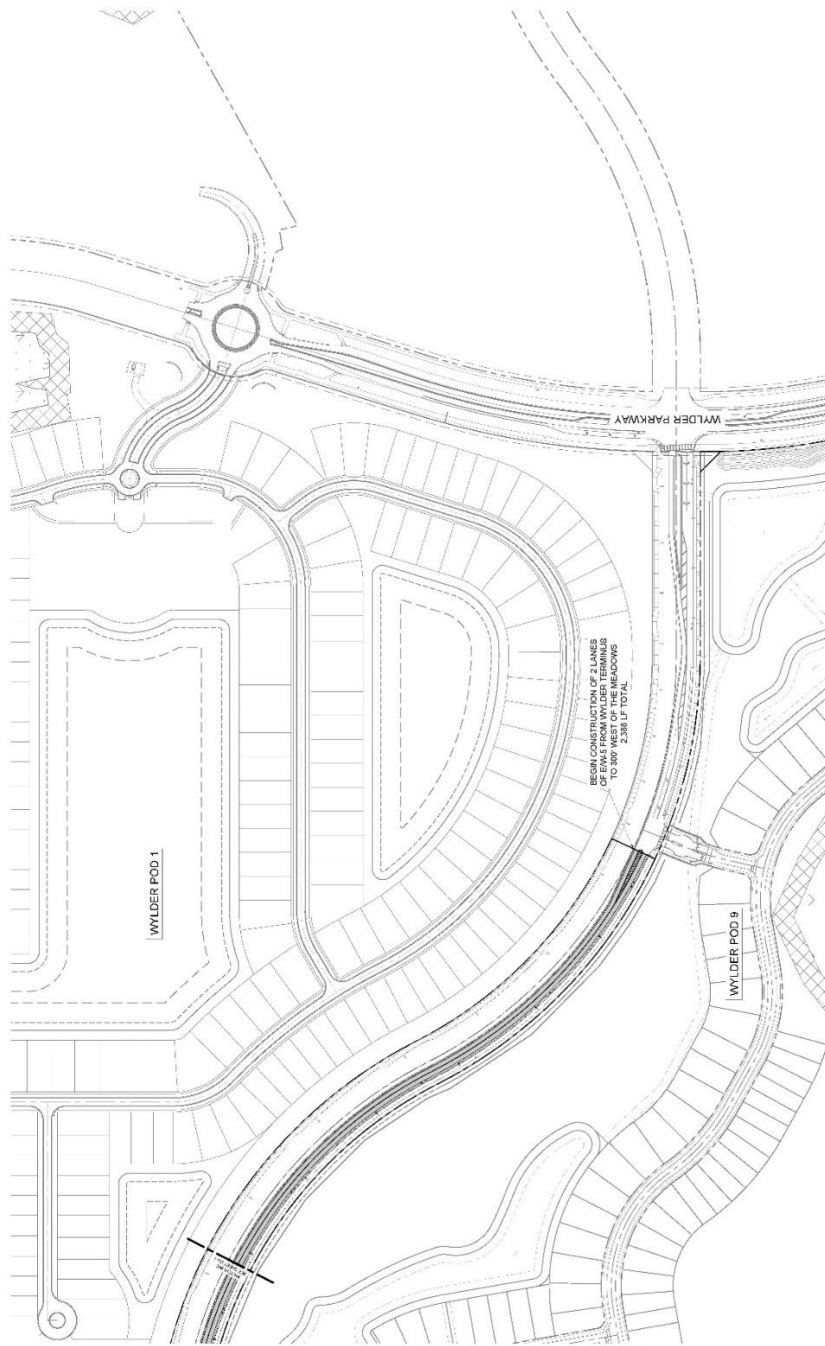 WYLDER PARKWAY
WYLDER POD 1
BEGIN CONSTRUCTION OF 2 LANES
OF E/W-5 FROM WYLDER TERMINUS
TO 300' WEST OF THE MEADOWS
2,388 LF TOTAL
WYLDER POD 9